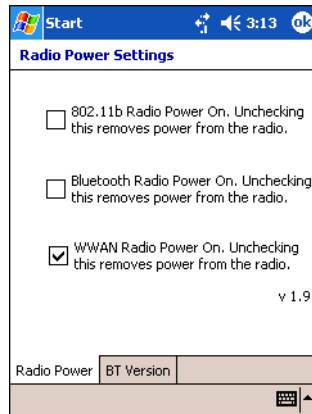 Start 3:13 ok
Radio Power Settings
802.11b Radio Power On. Unchecking
this removes power from the radio.
Bluetooth Radio Power On. Unchecking
this removes power from the radio.
WWAN Radio Power On. Unchecking
this removes power from the radio.
v 1.9
Radio Power BT Version